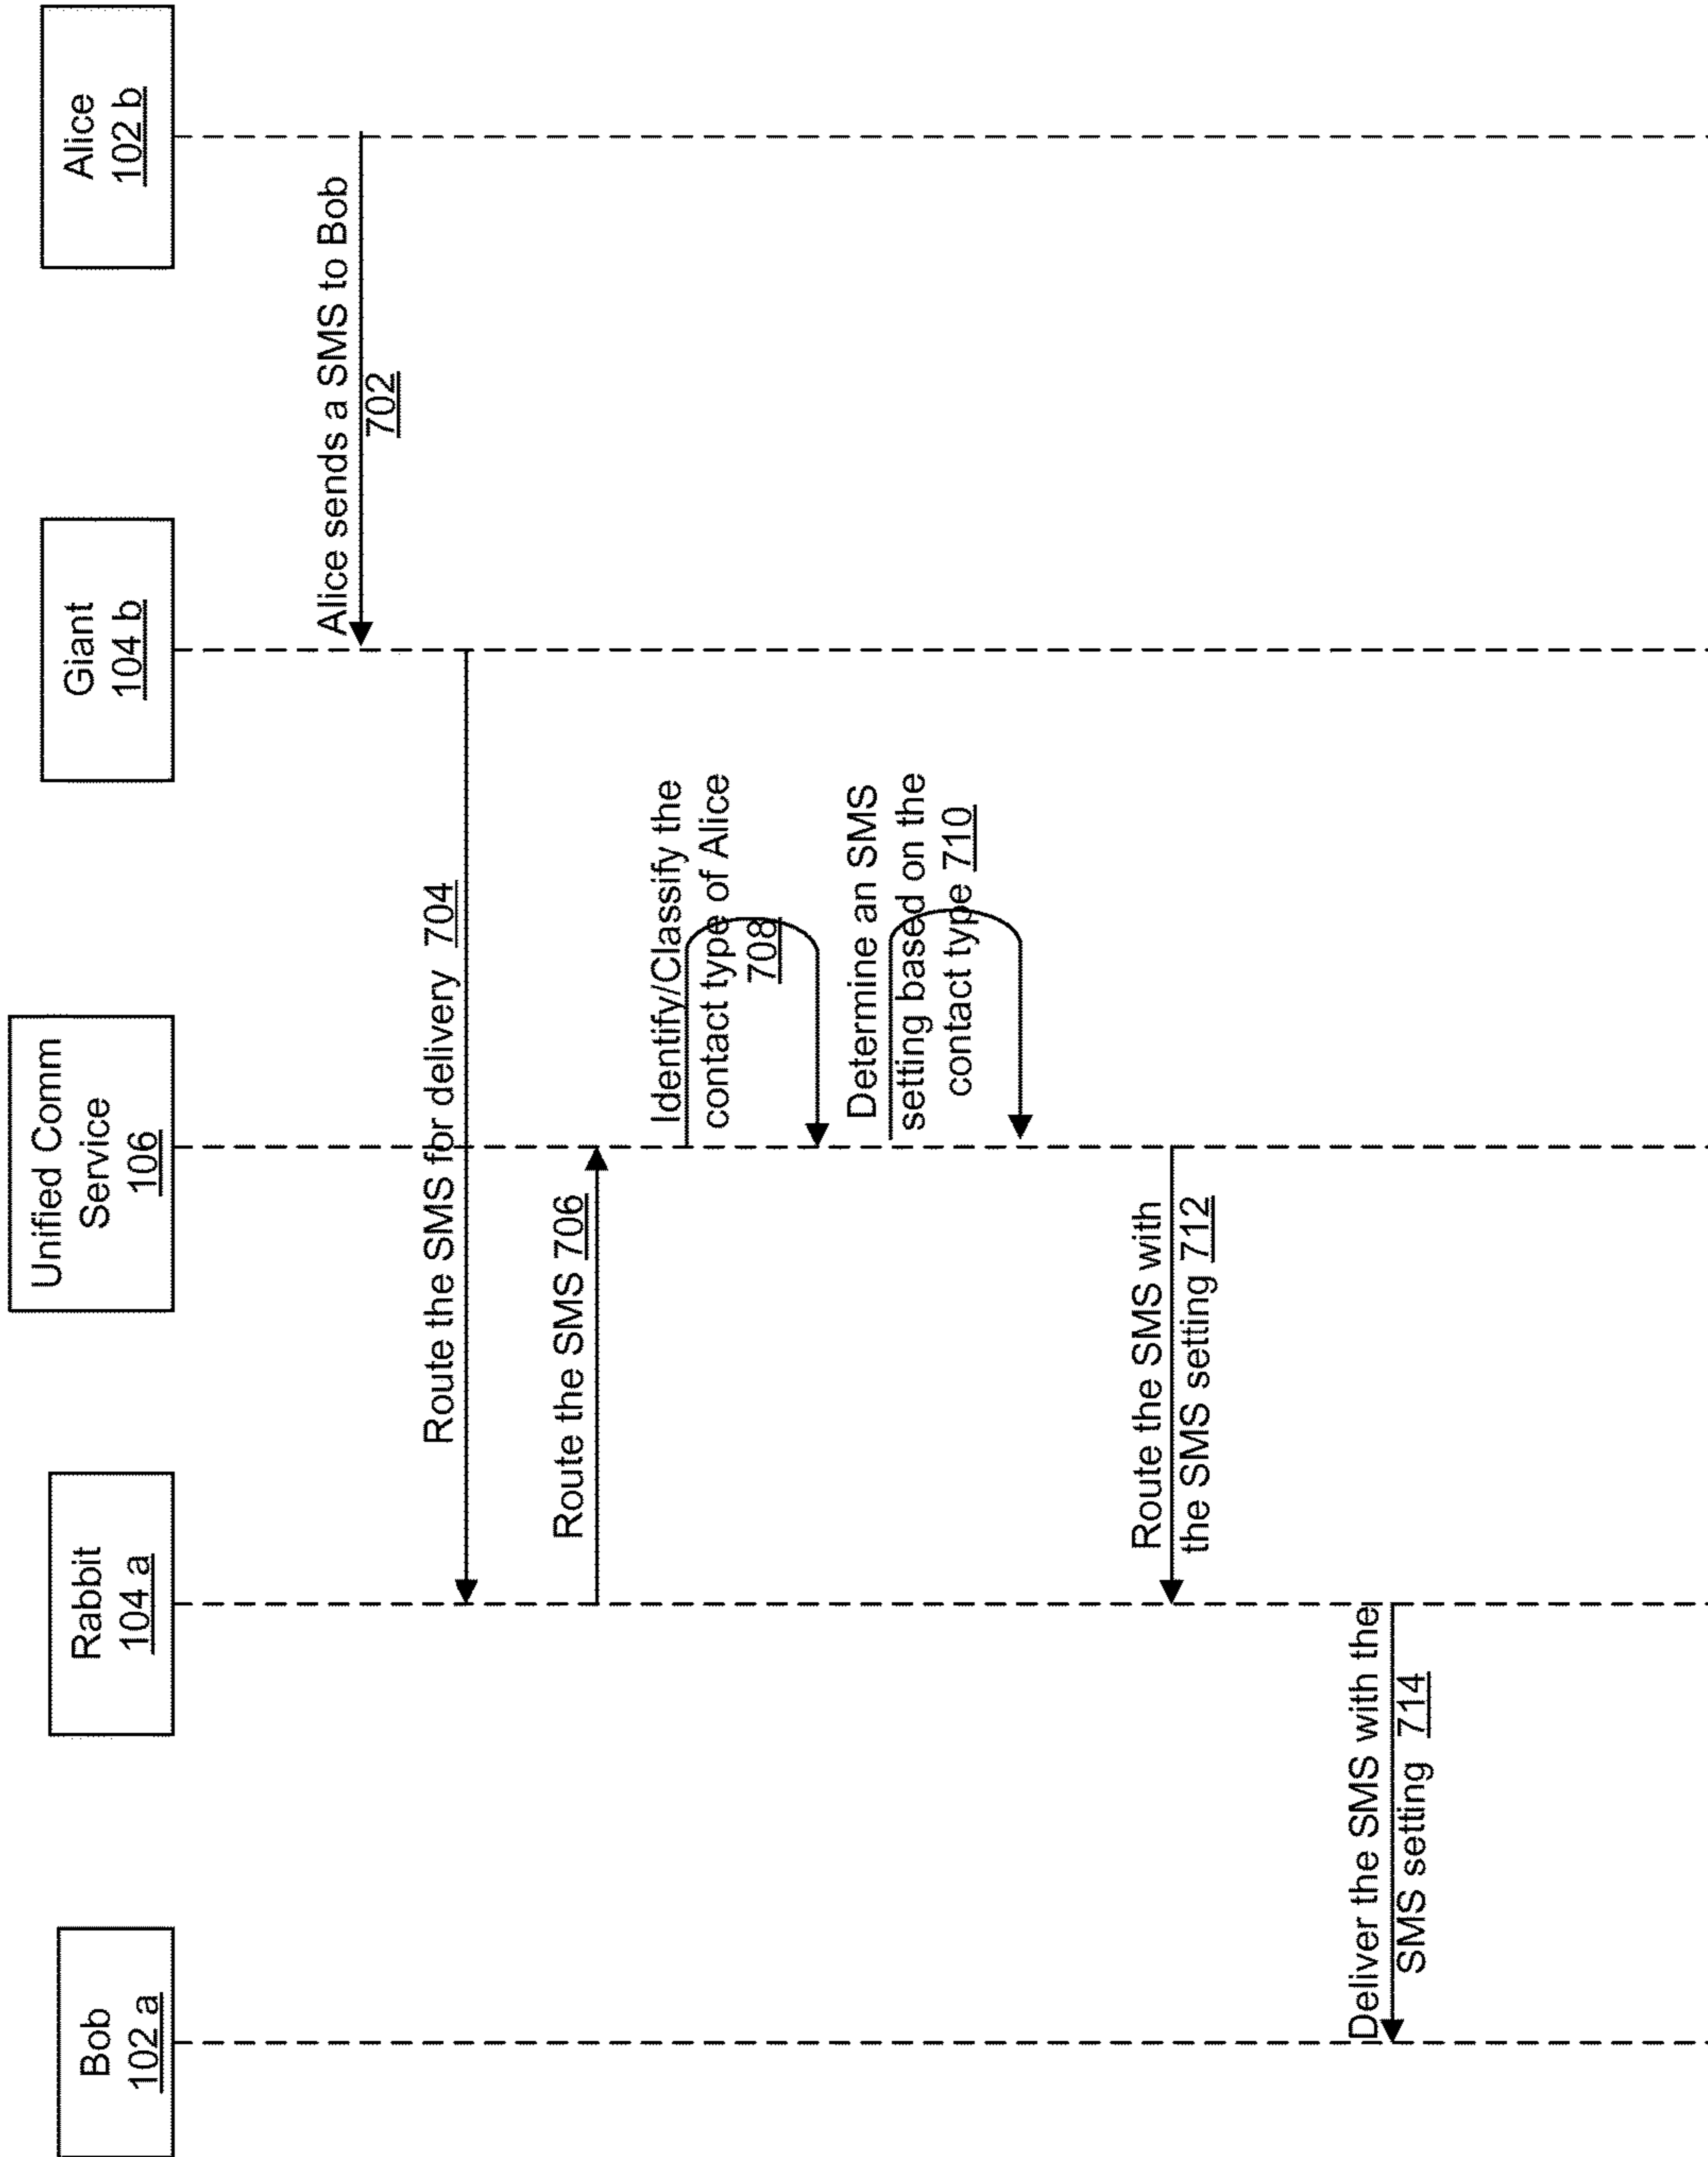 Bob
102 a
Rabbit
104 a
Unified Comm
Service
106
Giant
104 b
Alice
102 b
Alice sends a SMS to Bob
702
Route the SMS for delivery 704
Route the SMS 706
Identify/Classify the
contact type of Alice
708
Determine an SMS
setting based on the
contact type 710
Route the SMS with
the SMS setting 712
Deliver the SMS with the
SMS setting 714